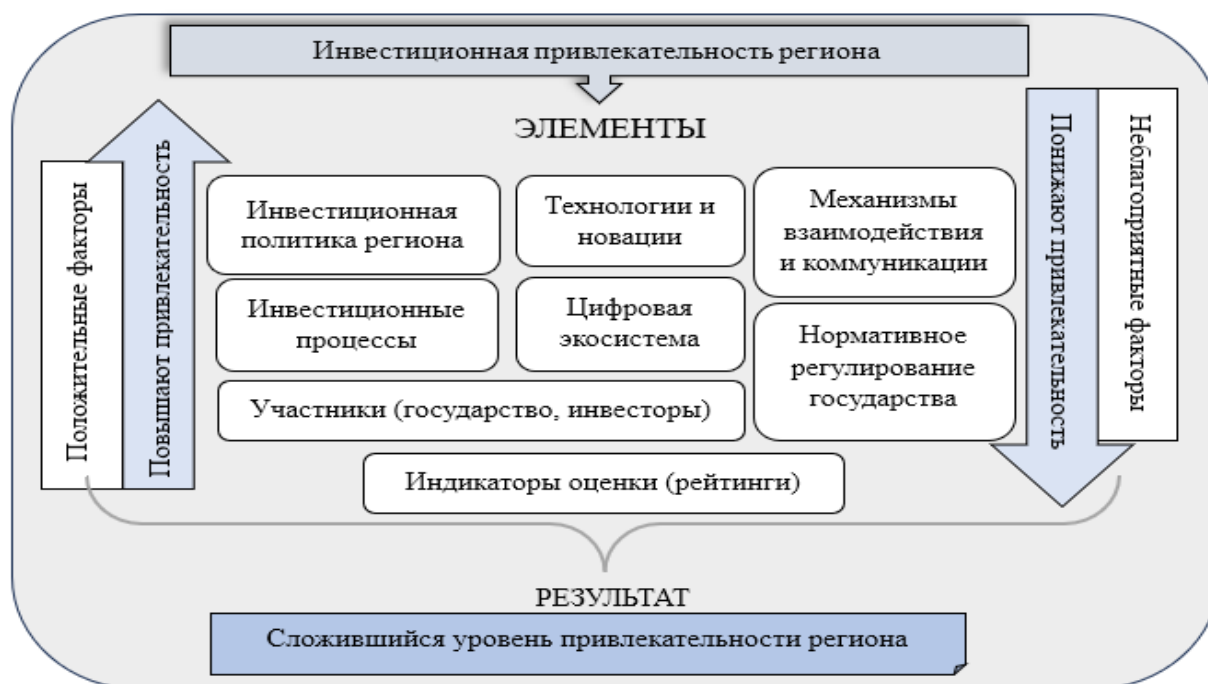 Инвестиционная привлекательность региона
ЭЛЕМЕНТЫ
Положительные факторы
Повышают привлекательность
Инвестиционная
политика региона
Технологии и
новации
Механизмы
взаимодействия
и коммуникации
Инвестиционные
процессы
Цифровая
экосистема
Нормативное
регулирование
государства
Участники (государство, инвесторы)
Индикаторы оценки (рейтинги)
Понижают привлекательность
Неблагоприятные факторы
РЕЗУЛЬТАТ
Сложившийся уровень привлекательности региона